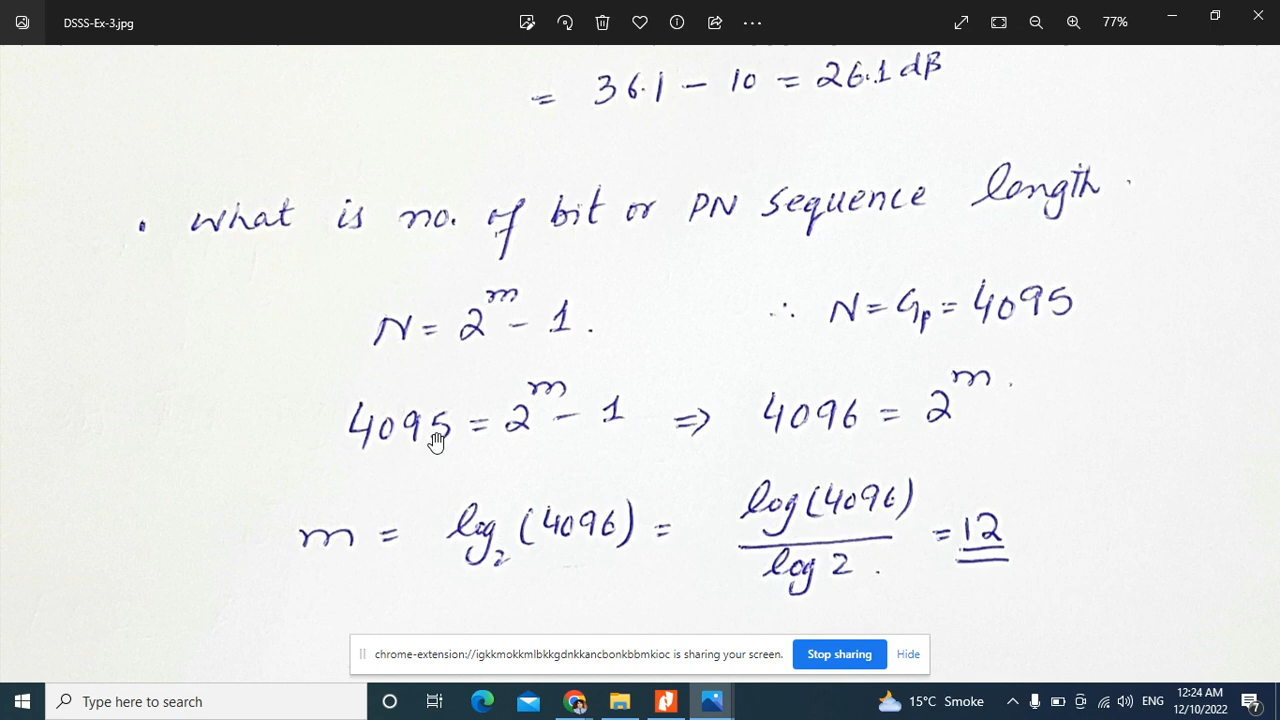 DSSS-Ex-3.jpg
77%
= 36.1 - 10 = 26.1 dB
. What is no. of bit or PN sequence length.
N = 2^m - 1. ∴ N = Gp = 4095
4095 = 2^m - 1 => 4096 = 2^m.
m = log₂(4096) = log(4096) / log 2. = 12
chrome-extension://igkkmokkmlbkkgdnkkancbonkbbmkioc is sharing your screen. Stop sharing Hide
Type here to search
15°C Smoke
ENG
12:24 AM
12/10/2022
7